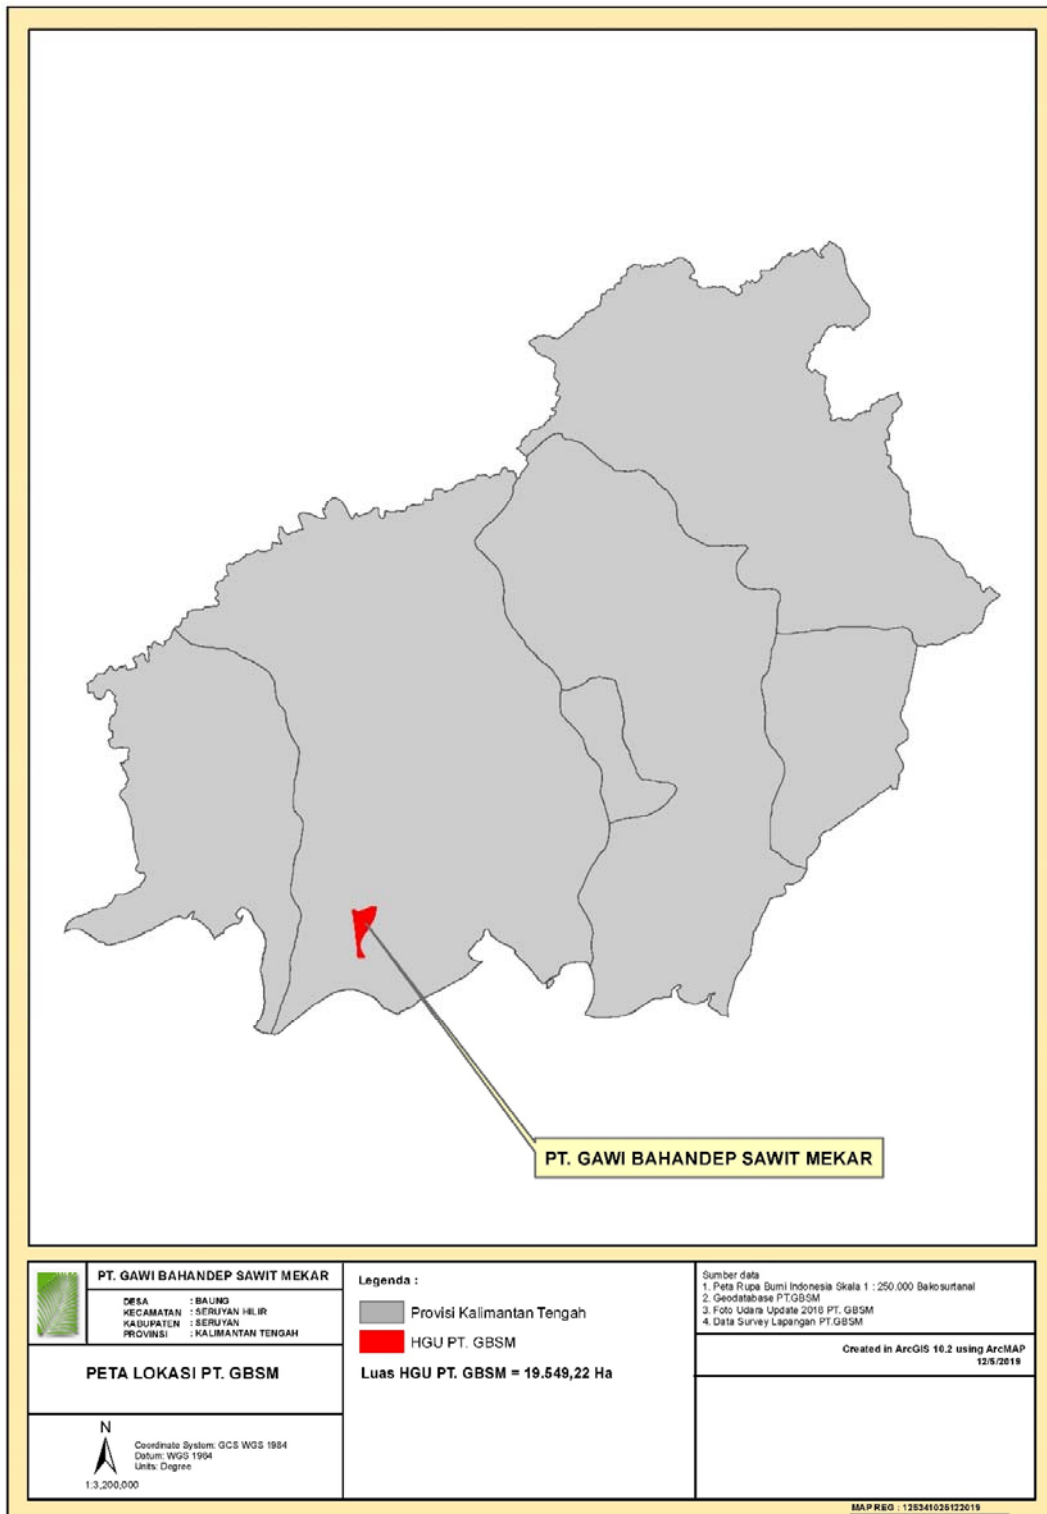 PT. GAWI BAHANDEP SAWIT MEKAR
PT. GAWI BAHANDEP SAWIT MEKAR
DESA : BAUNG
KECAMATAN : SERUYAN HILIR
KABUPATEN : SERUYAN
PROVINSI : KALIMANTAN TENGAH
PETA LOKASI PT. GBSM
N
1:3,200,000
Coordinate System: GCS WGS 1984
Datum: WGS 1984
Units: Degree
Legenda :
Provisi Kalimantan Tengah
HGU PT. GBSM
Luas HGU PT. GBSM = 19.549,22 Ha
Sumber data
1. Peta Rupa Bumi Indonesia Skala 1 : 250.000 Bakosurtanal
2. Geodatabase PT.GBSM
3. Foto Udara Update 2018 PT. GBSM
4. Data Survey Lapangan PT.GBSM
Created in ArcGIS 10.2 using ArcMAP
12/5/2019
MAP REG : 125341025122019